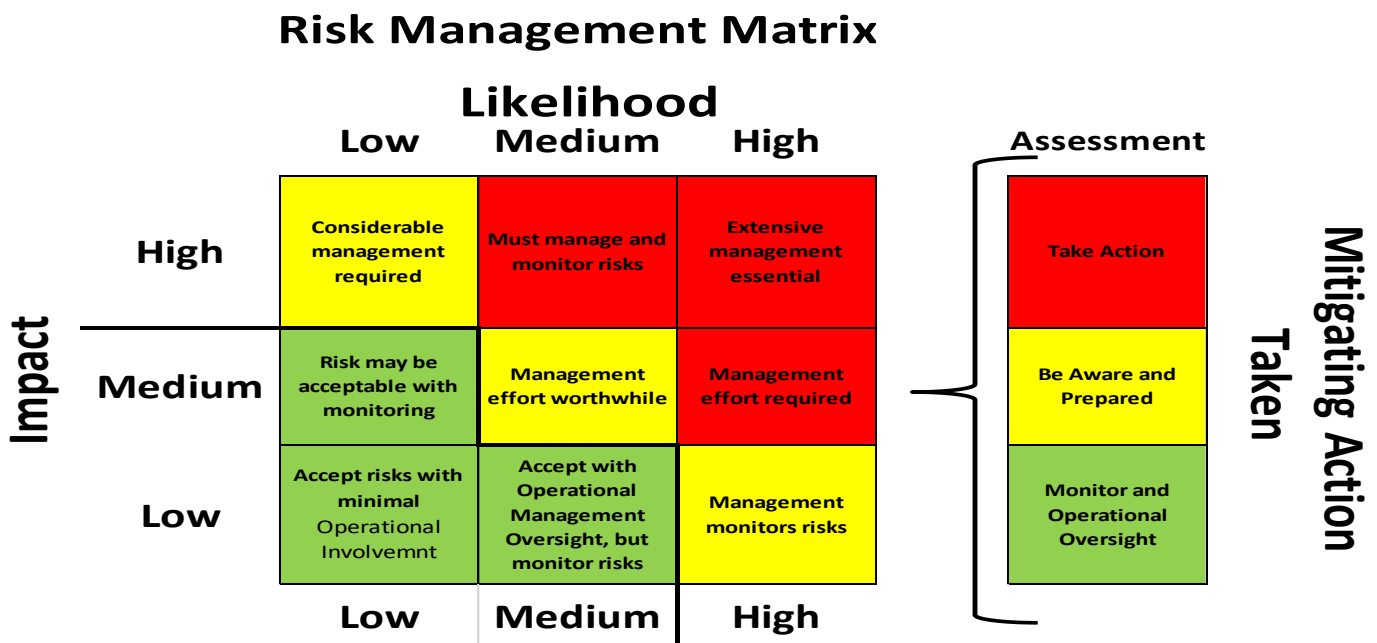 Risk Management Matrix
Likelihood
Low Medium High
Assessment
High
Considerable
management
required
Must manage and
monitor risks
Extensive
management
essential
Take Action
Impact
Medium
Risk may be
acceptable with
monitoring
Management
effort worthwhile
Management
effort required
Be Aware and
Prepared
Low
Accept risks with
minimal
Operational
Involvemnt
Accept with
Operational
Management
Oversight, but
monitor risks
Management
monitors risks
Monitor and
Operational
Oversight
Low Medium High
Mitigating Action
Taken